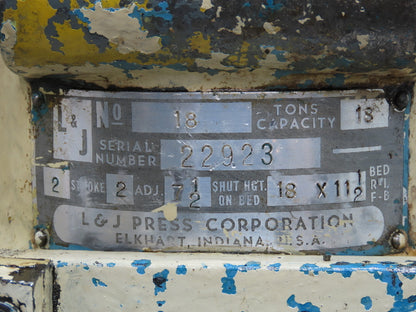 L & J No 18 TONS CAPACITY 18
SERIAL NUMBER 22923
2 STROKE 2 ADJ. 7 1/2 SHUT HGT. ON BED 18 X 11 1/2 BED R-L F-B
L & J PRESS CORPORATION
ELKHART, INDIANA, U.S.A.